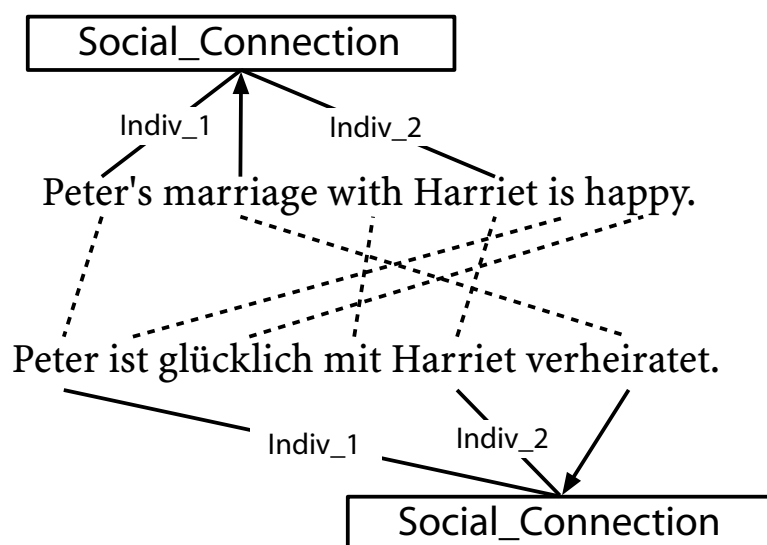 Social_Connection
Indiv_1 Indiv_2
Peter's marriage with Harriet is happy.
Peter ist glücklich mit Harriet verheiratet.
Indiv_1 Indiv_2
Social_Connection